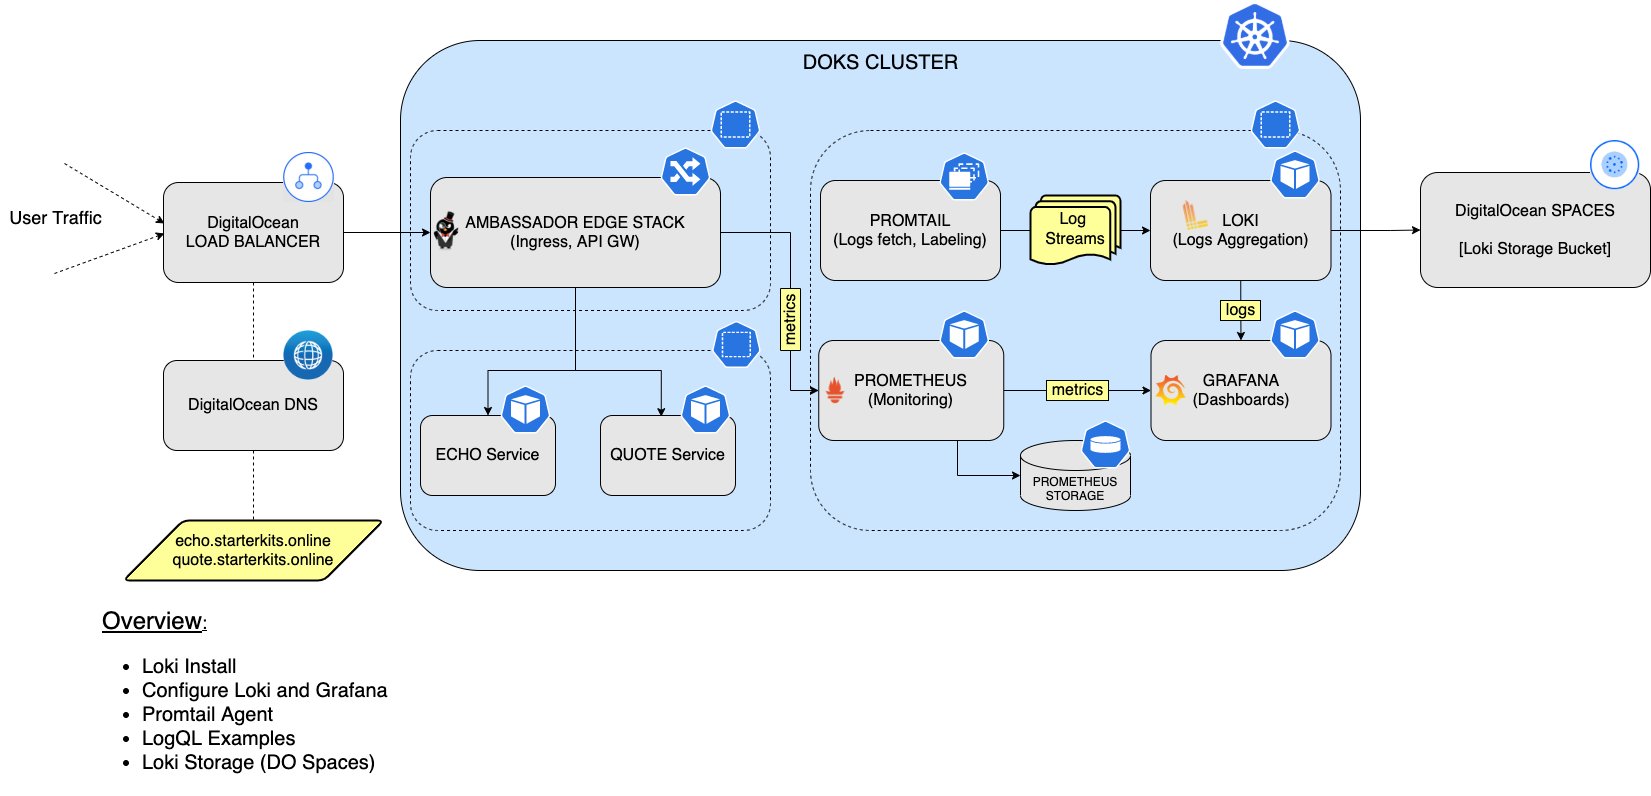 DOKS CLUSTER
User Traffic
DigitalOcean
LOAD BALANCER
AMBASSADOR EDGE STACK
(Ingress, API GW)
PROMTAIL
(Logs fetch, Labeling)
Log
Streams
LOKI
(Logs Aggregation)
DigitalOcean SPACES
[Loki Storage Bucket]
metrics
logs
DigitalOcean DNS
PROMETHEUS
(Monitoring)
metrics
GRAFANA
(Dashboards)
ECHO Service
QUOTE Service
PROMETHEUS
STORAGE
echo.starterkits.online
quote.starterkits.online
Overview:
• Loki Install
• Configure Loki and Grafana
• Promtail Agent
• LogQL Examples
• Loki Storage (DO Spaces)